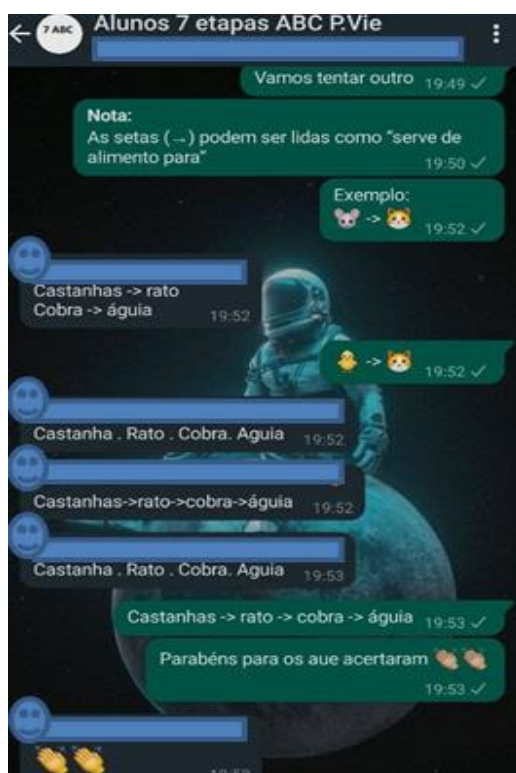 7 ABC
Alunos 7 etapas ABC P.Vie
Vamos tentar outro 19:49
Nota:
As setas (→) podem ser lidas como "serve de
alimento para"
19:50
Exemplo:
🐭 -> 🐱 19:52
Castanhas -> rato
Cobra -> águia 19:52
🐥 -> 🐱 19:52
Castanha . Rato . Cobra. Aguia 19:52
Castanhas->rato->cobra->águia 19:52
Castanha . Rato . Cobra. Aguia 19:53
Castanhas -> rato -> cobra -> águia 19:53
Parabéns para os aue acertaram 👏🏼👏🏼
19:53
👏👏